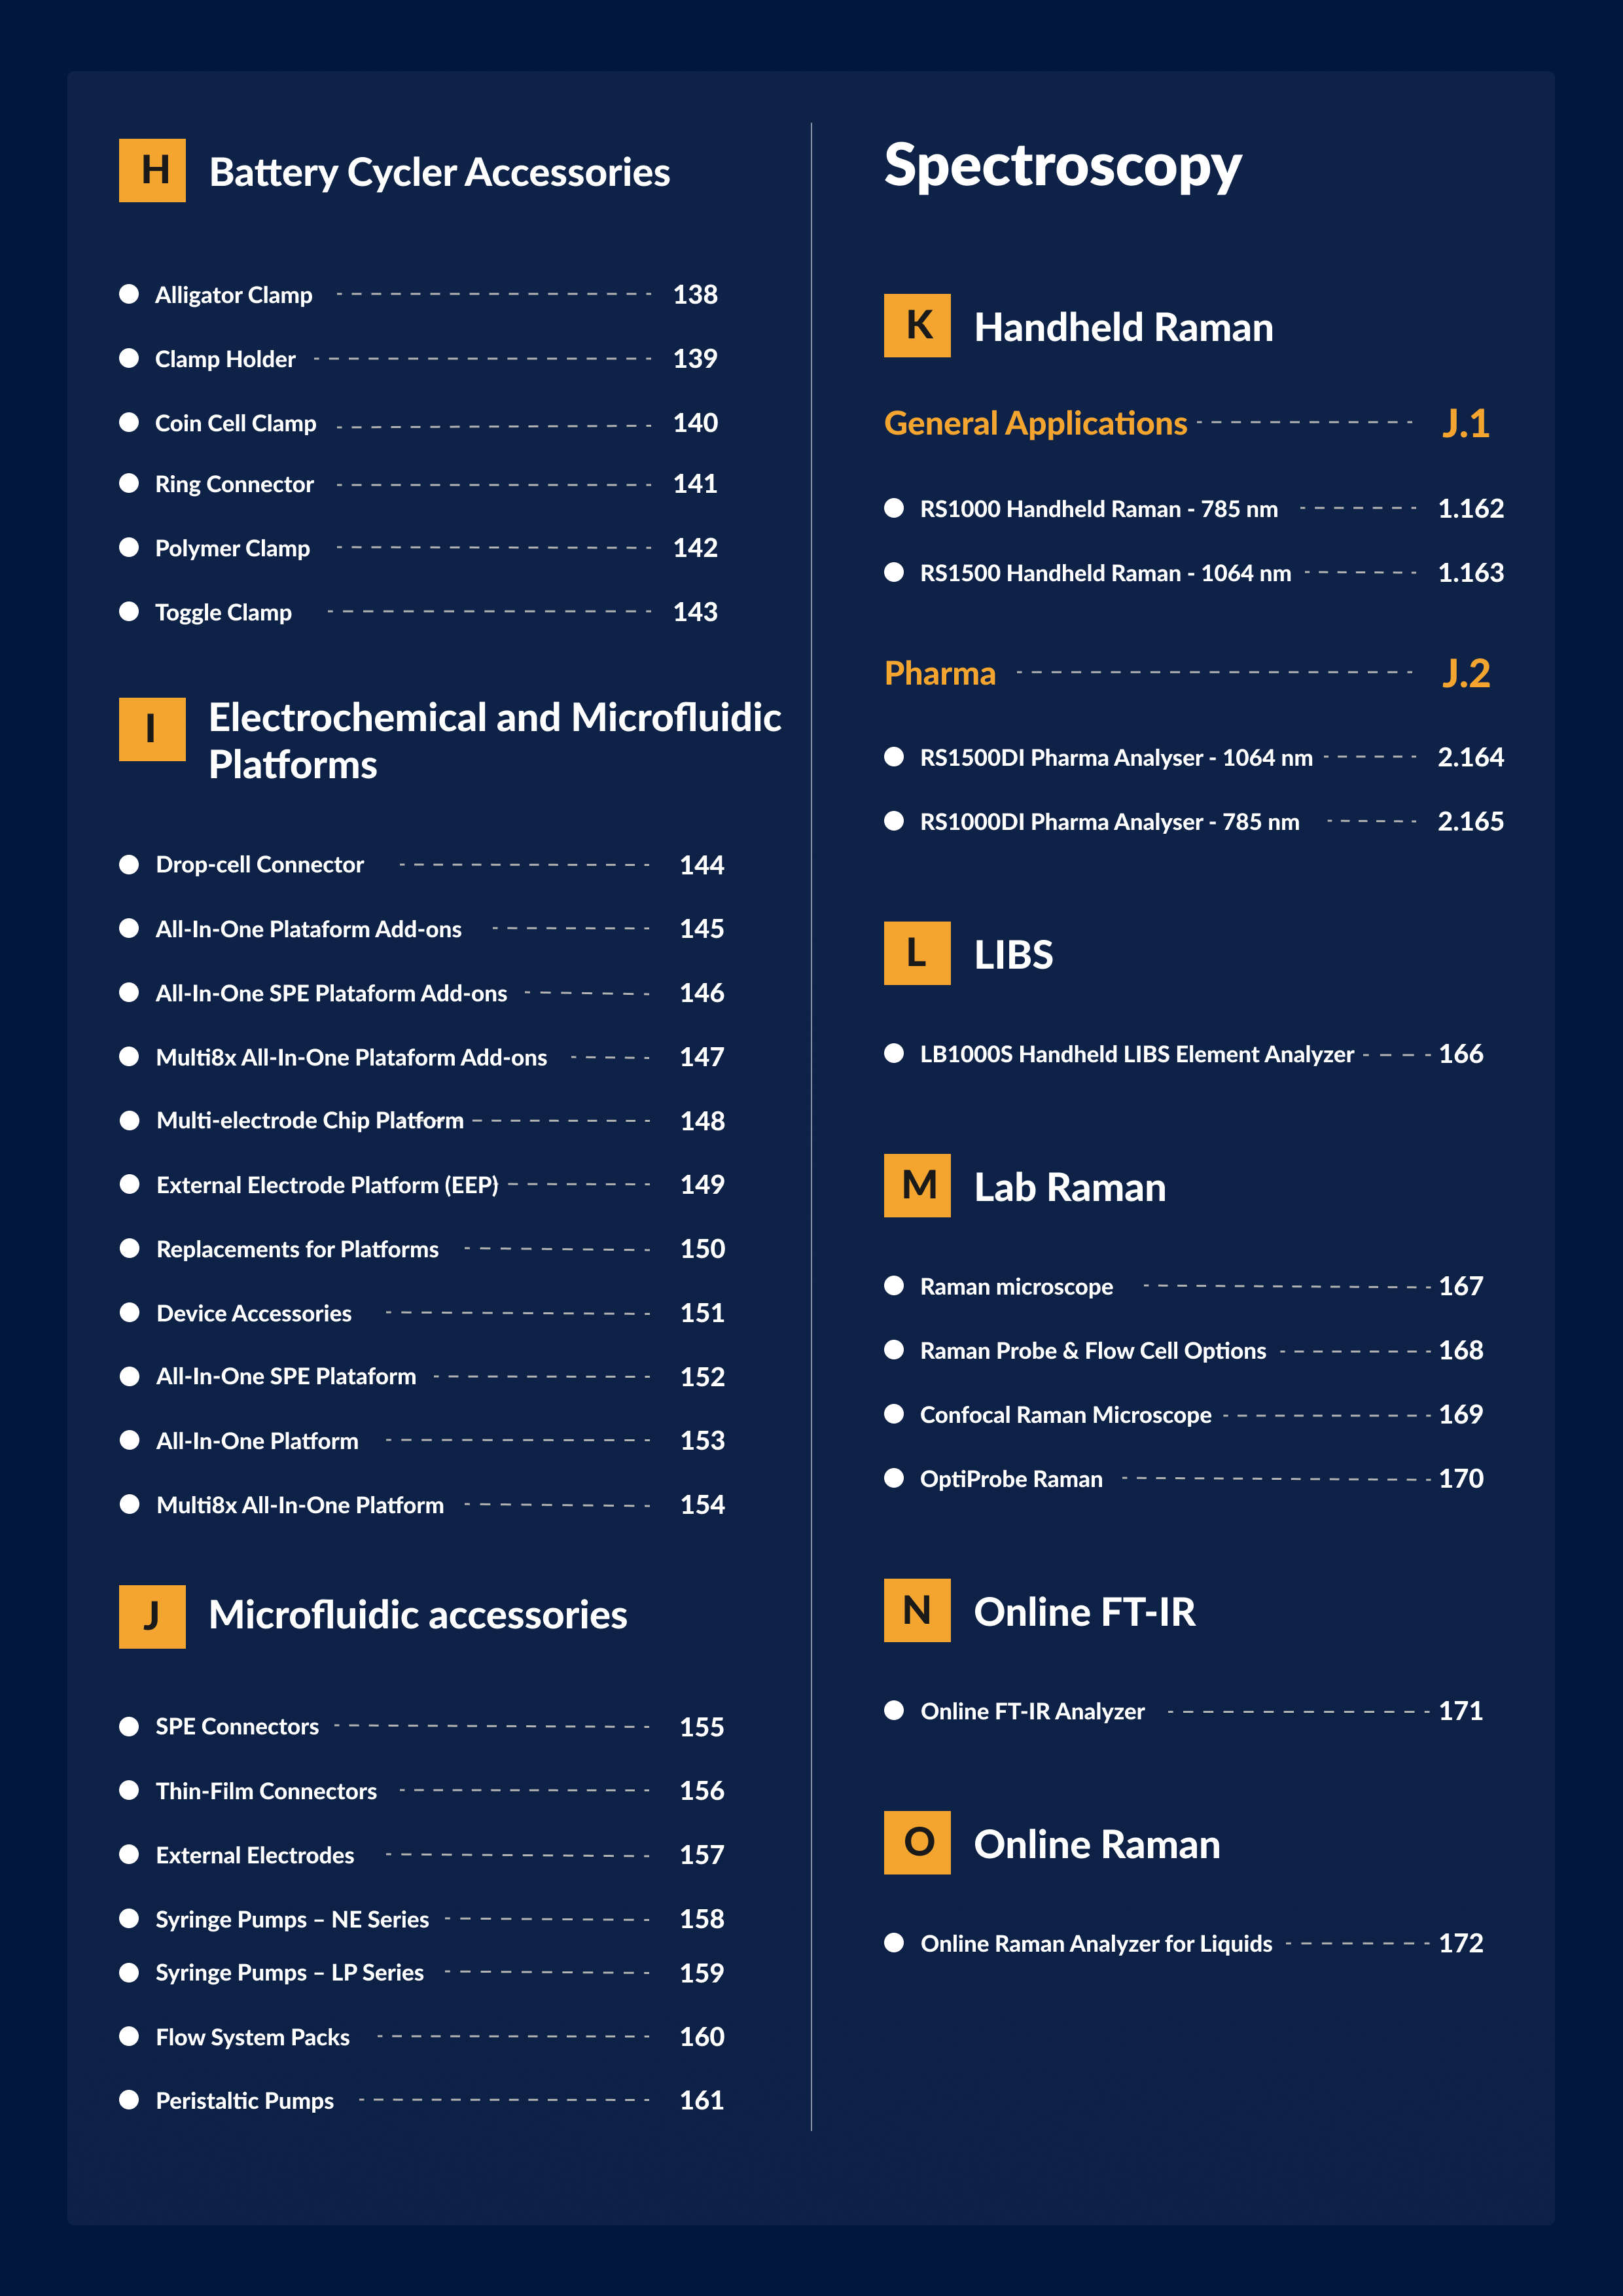 H Battery Cycler Accessories
Alligator Clamp 138
Clamp Holder 139
Coin Cell Clamp 140
Ring Connector 141
Polymer Clamp 142
Toggle Clamp 143
I Electrochemical and Microfluidic
Platforms
Drop-cell Connector 144
All-In-One Plataform Add-ons 145
All-In-One SPE Plataform Add-ons 146
Multi8x All-In-One Plataform Add-ons 147
Multi-electrode Chip Platform 148
External Electrode Platform (EEP) 149
Replacements for Platforms 150
Device Accessories 151
All-In-One SPE Plataform 152
All-In-One Platform 153
Multi8x All-In-One Platform 154
J Microfluidic accessories
SPE Connectors 155
Thin-Film Connectors 156
External Electrodes 157
Syringe Pumps – NE Series 158
Syringe Pumps – LP Series 159
Flow System Packs 160
Peristaltic Pumps 161
Spectroscopy
K Handheld Raman
General Applications J.1
RS1000 Handheld Raman - 785 nm 1.162
RS1500 Handheld Raman - 1064 nm 1.163
Pharma J.2
RS1500DI Pharma Analyser - 1064 nm 2.164
RS1000DI Pharma Analyser - 785 nm 2.165
L LIBS
LB1000S Handheld LIBS Element Analyzer 166
M Lab Raman
Raman microscope 167
Raman Probe & Flow Cell Options 168
Confocal Raman Microscope 169
OptiProbe Raman 170
N Online FT-IR
Online FT-IR Analyzer 171
O Online Raman
Online Raman Analyzer for Liquids 172